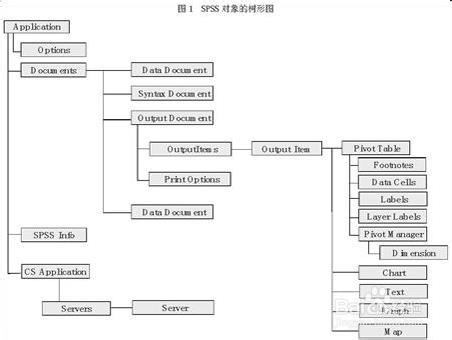 图 1 SPSS 对象的树形图
Application
Options
Documents
Data Document
Syntax Document
Output Document
OutputItems
Output Item
Pivot Table
Footnotes
Print Options
Data Cells
Labels
Data Document
Layer Labels
SPSS Info
Pivot Manager
Dimension
CS Application
Chart
Text
Servers
Server
Graph
Map